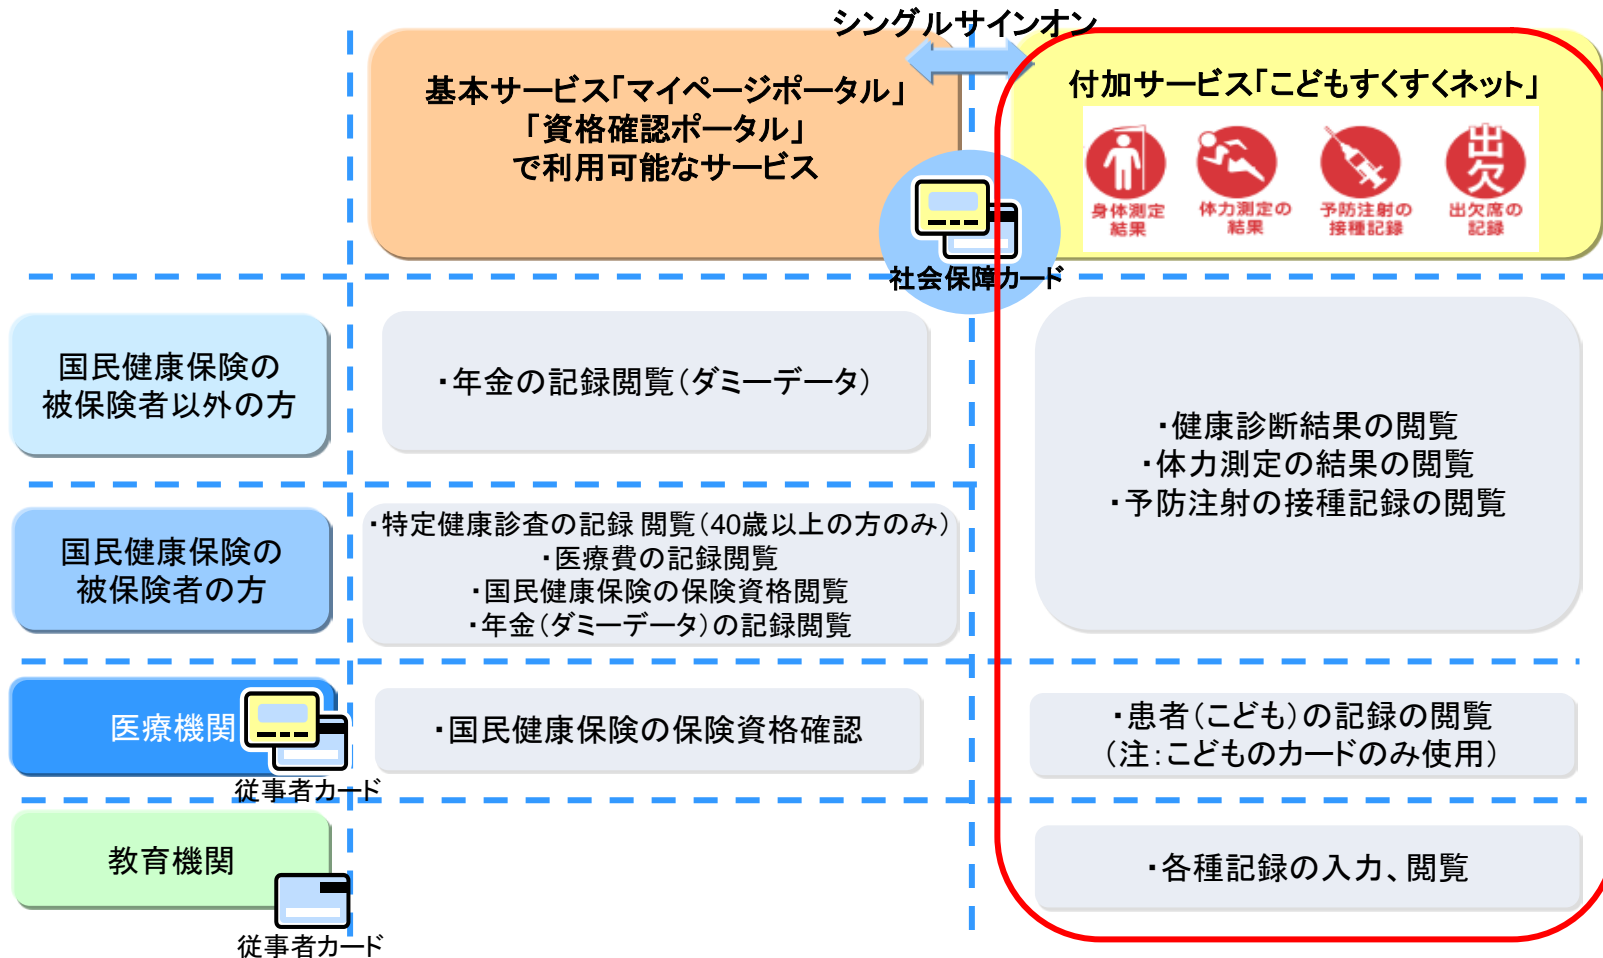 シングルサインオン
基本サービス「マイページポータル」
「資格確認ポータル」
で利用可能なサービス
付加サービス「こどもすくすくネット」
出欠
身体測定
結果
体力測定の
結果
予防注射の
接種記録
出欠席の
記録
社会保障カード
国民健康保険の
被保険者以外の方
・年金の記録閲覧(ダミーデータ)
・健康診断結果の閲覧
・体力測定の結果の閲覧
・予防注射の接種記録の閲覧
国民健康保険の
被保険者の方
・特定健康診査の記録 閲覧(40歳以上の方のみ)
・医療費の記録閲覧
・国民健康保険の保険資格閲覧
・年金(ダミーデータ)の記録閲覧
医療機関
従事者カード
・国民健康保険の保険資格確認
・患者(こども)の記録の閲覧
(注:こどものカードのみ使用)
教育機関
従事者カード
・各種記録の入力、閲覧